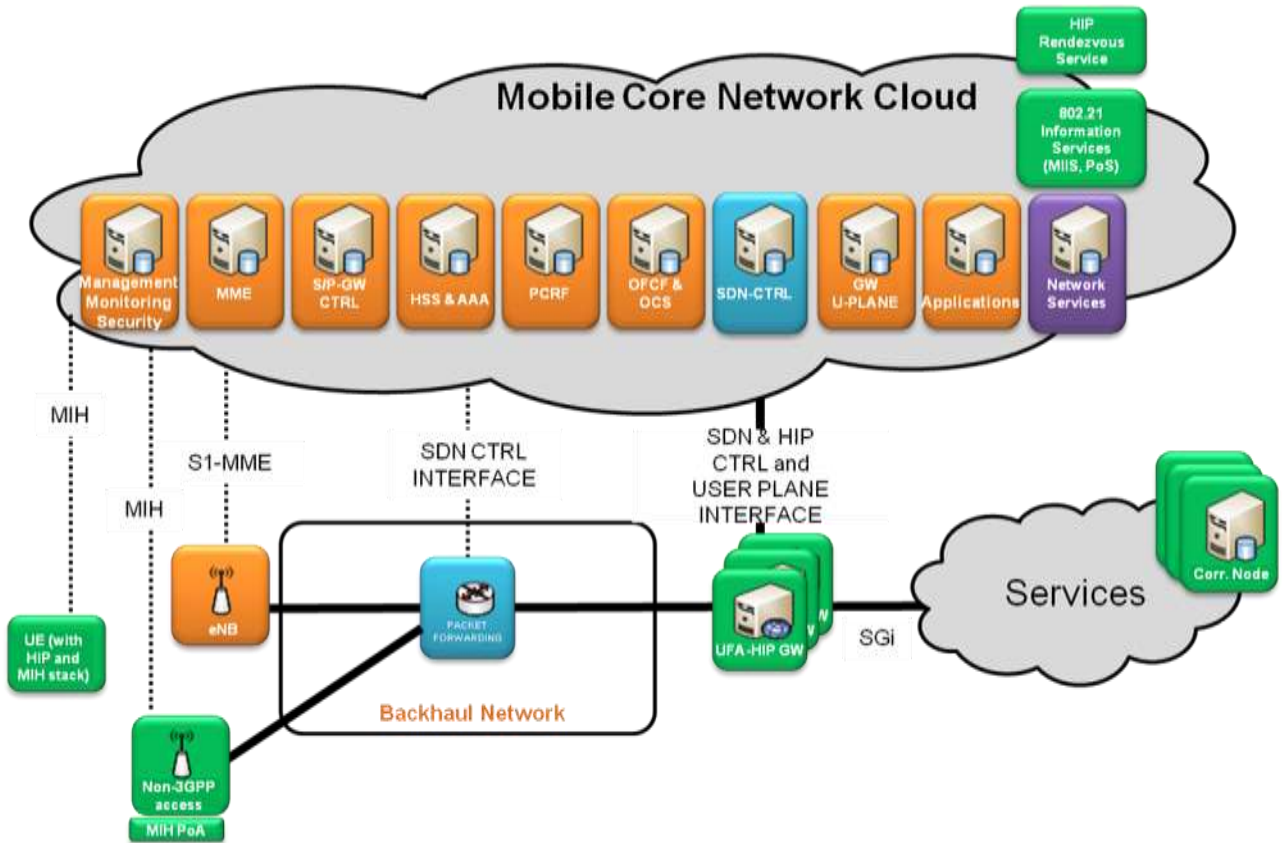 HIP
Rendezvous
Service
Mobile Core Network Cloud
802.21
Information
Services
(MIIS, PoS)
Management
Monitoring
Security
MME
S/P-GW
CTRL
HSS & AAA
PCRF
OFCF &
OCS
SDN-CTRL
GW
U-PLANE
Applications
Network
Services
MIH
S1-MME
MIH
SDN CTRL
INTERFACE
SDN & HIP
CTRL and
USER PLANE
INTERFACE
eNB
PACKET
FORWARDING
UFA-HIP GW
SGi
Services
Corr. Node
UE (with
HIP and
MIH stack)
Backhaul Network
Non-3GPP
access
MIH PoA